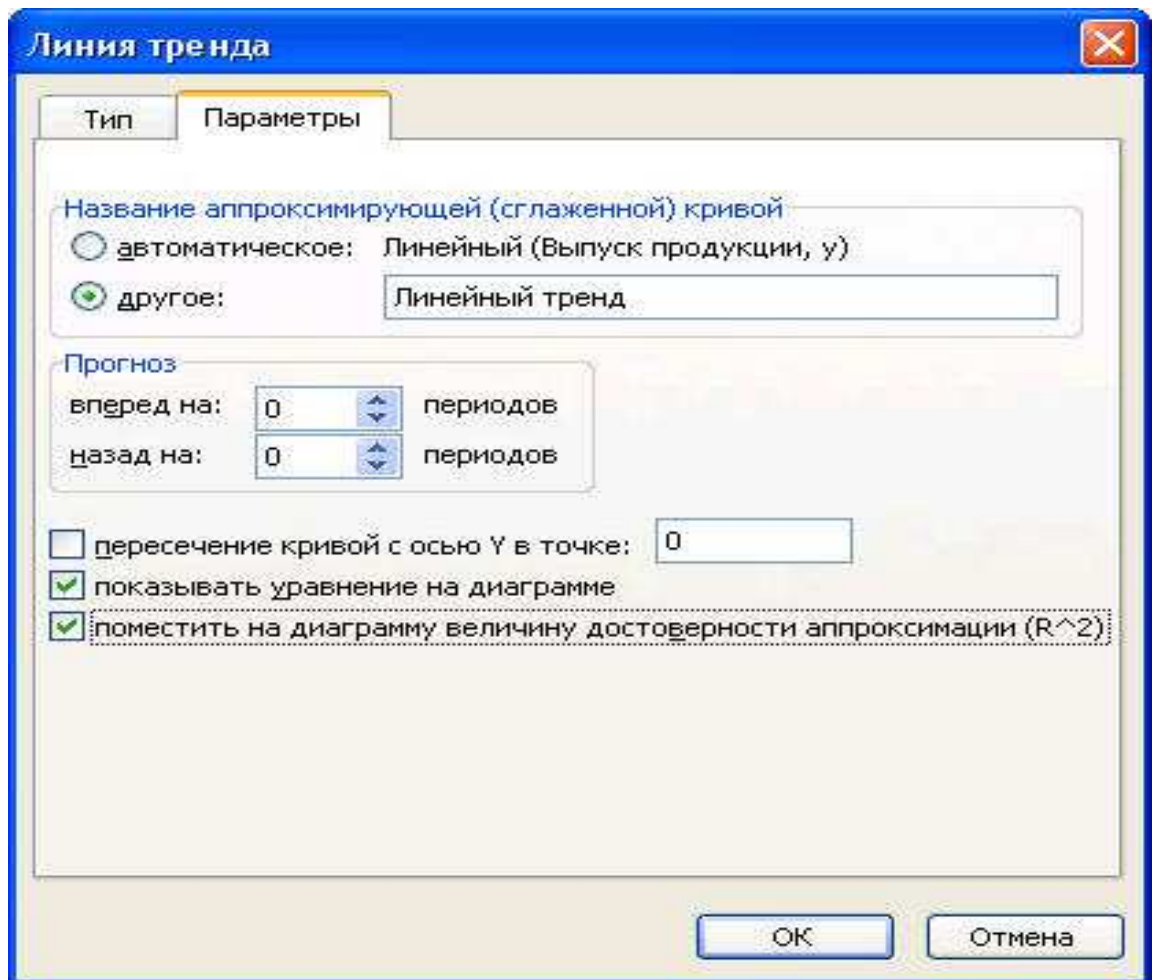 Линия тренда
Тип Параметры
Название аппроксимирующей (сглаженной) кривой
автоматическое: Линейный (Выпуск продукции, y)
другое: Линейный тренд
Прогноз
вперед на: 0 периодов
назад на: 0 периодов
пересечение кривой с осью Y в точке: 0
показывать уравнение на диаграмме
поместить на диаграмму величину достоверности аппроксимации (R^2)
ОК Отмена